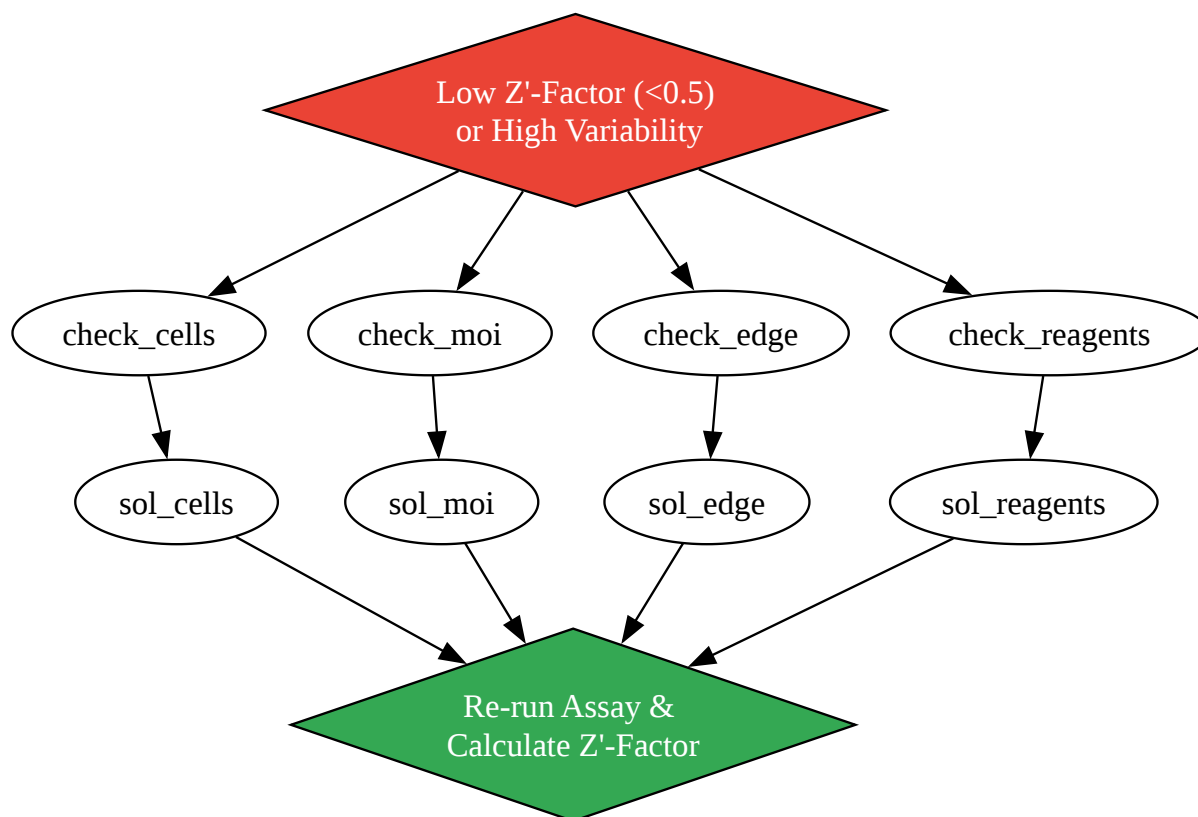 Low Z'-Factor (<0.5)
or High Variability
check_cells
check_moi
check_edge
check_reagents
sol_cells
sol_moi
sol_edge
sol_reagents
Re-run Assay &
Calculate Z'-Factor